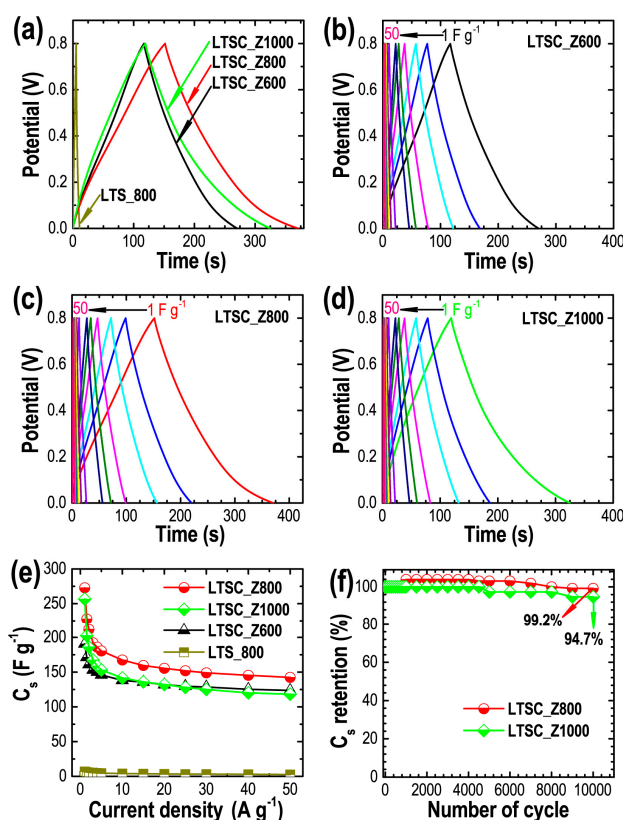 (a)
LTSC_Z1000
LTSC_Z800
LTSC_Z600
LTS_800
Potential (V)
0.8
0.6
0.4
0.2
0.0
0 100 200 300 400
Time (s)
(b)
50 1 F g-1
LTSC_Z600
Potential (V)
0.8
0.6
0.4
0.2
0.0
0 100 200 300 400
Time (s)
(c)
50 1 F g-1
LTSC_Z800
Potential (V)
0.8
0.6
0.4
0.2
0.0
0 100 200 300 400
Time (s)
(d)
50 1 F g-1
LTSC_Z1000
Potential (V)
0.8
0.6
0.4
0.2
0.0
0 100 200 300 400
Time (s)
(e)
LTSC_Z800
LTSC_Z1000
LTSC_Z600
LTS_800
Cs (F g-1)
300
250
200
150
100
50
0
0 10 20 30 40 50
Current density (A g-1)
(f)
99.2%
94.7%
LTSC_Z800
LTSC_Z1000
Cs retention (%)
100
80
60
40
20
0
0 2000 4000 6000 8000 10000
Number of cycle